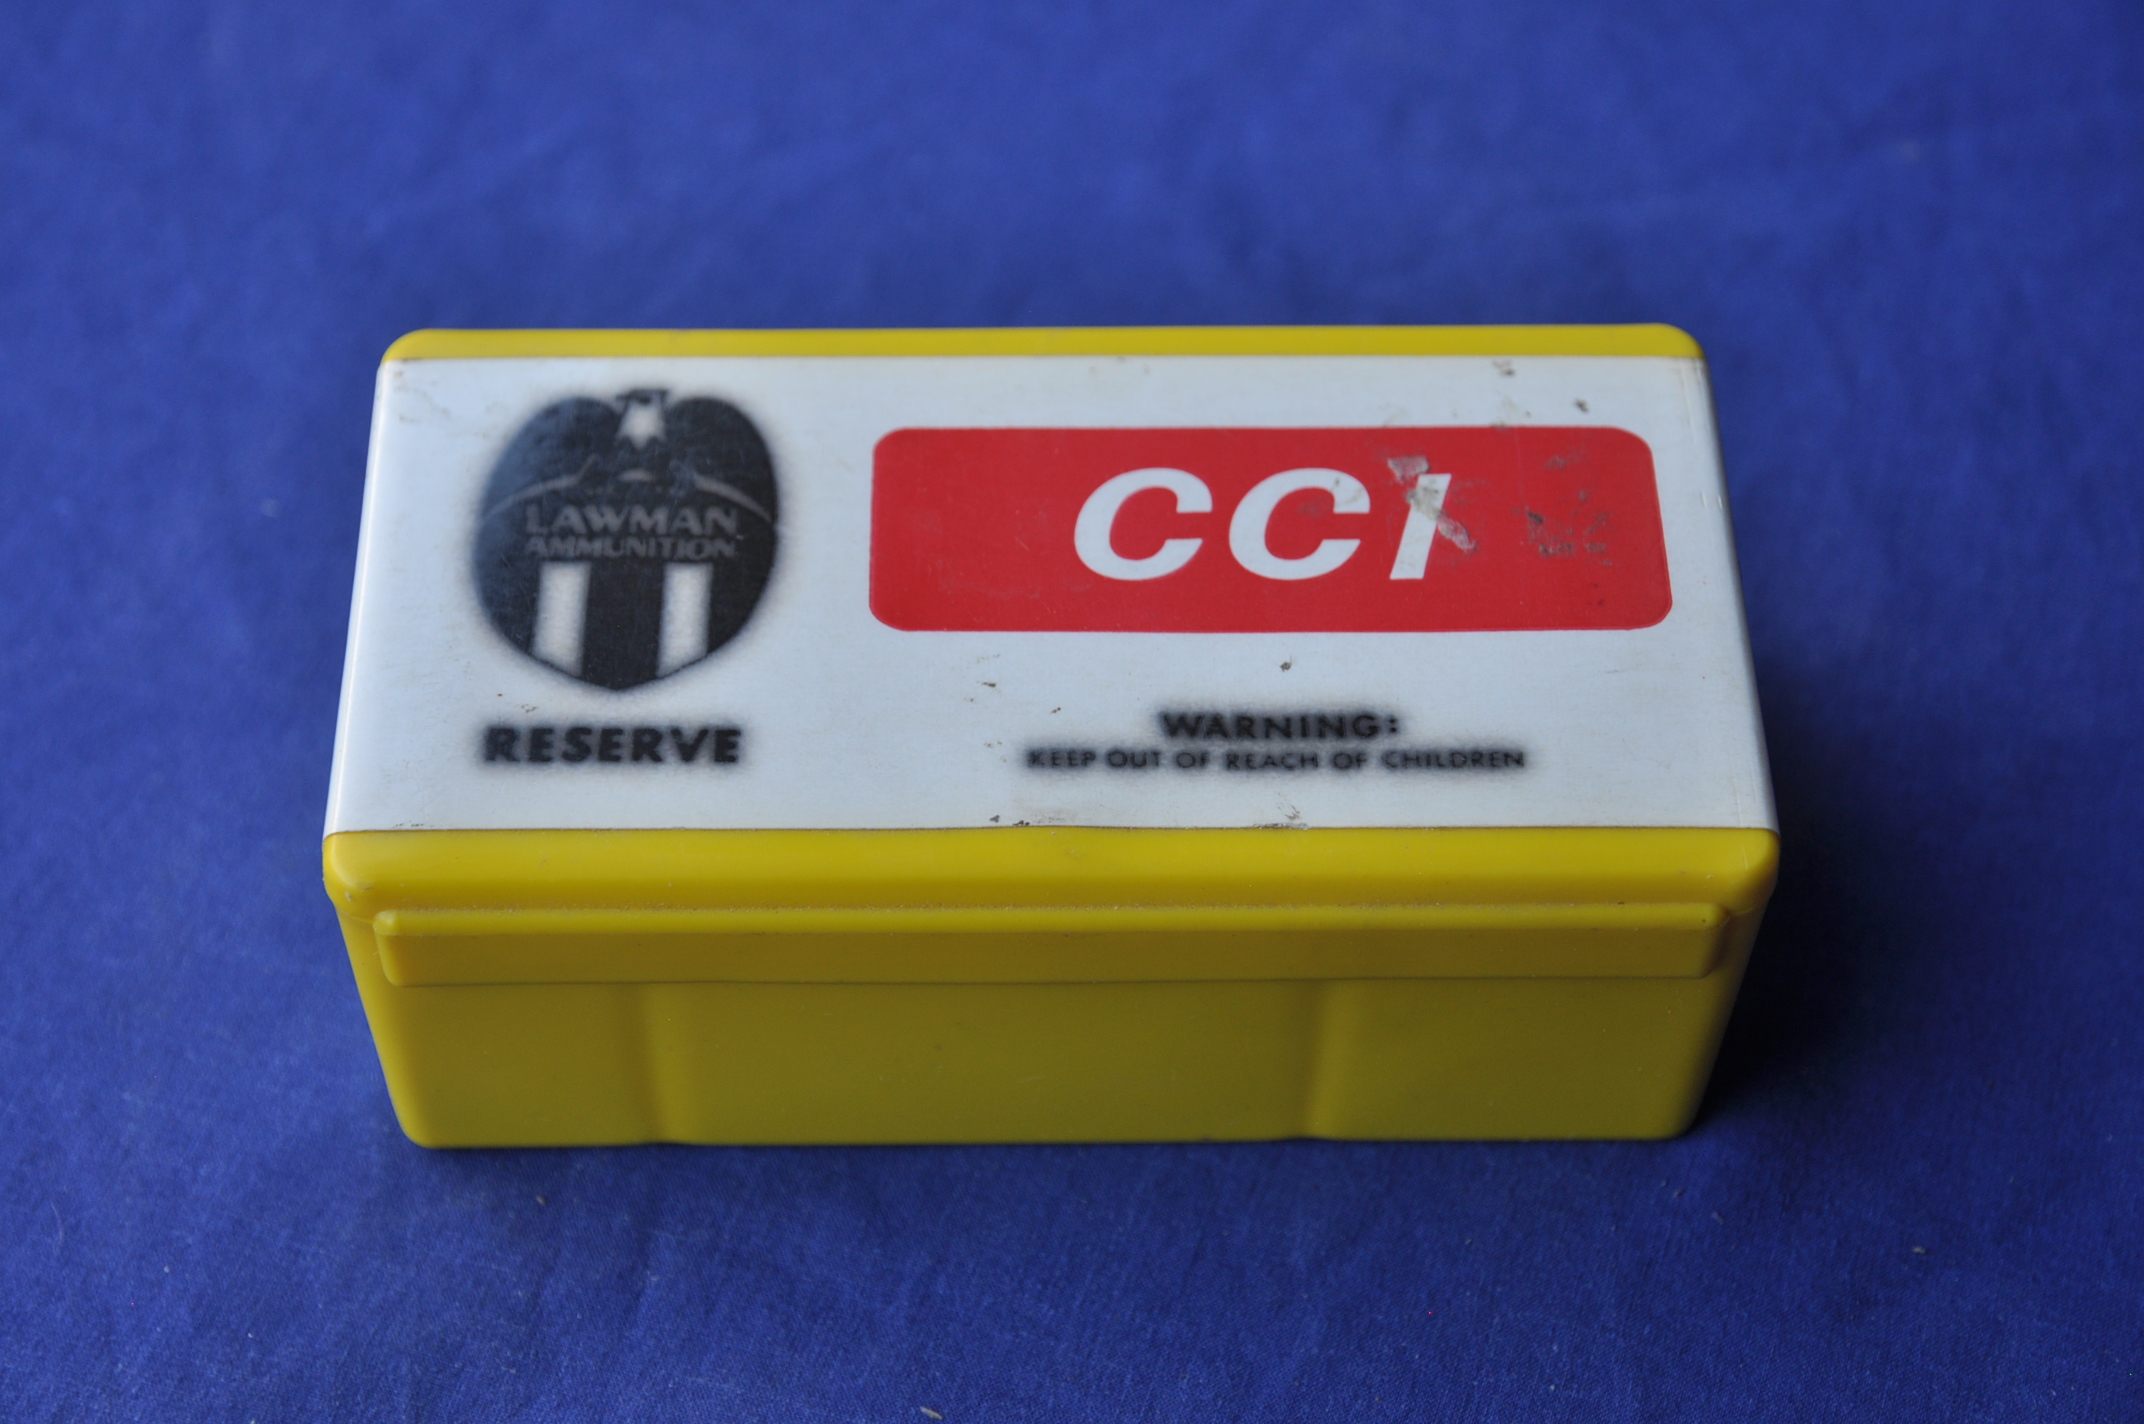 LAWMAN
AMMUNITION
RESERVE
CCI
WARNING:
KEEP OUT OF REACH OF CHILDREN